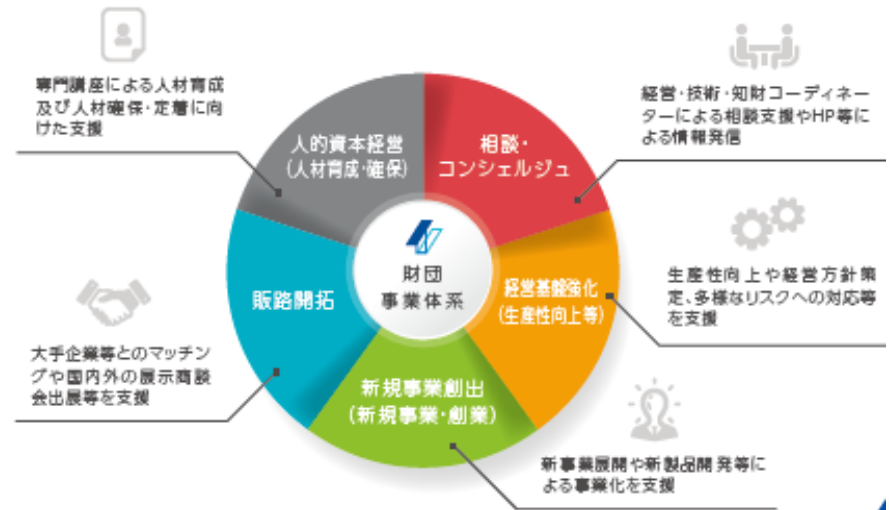 専門講座による人材育成
及び人材確保・定着に向
けた支援
人的資本経営
(人材育成・確保)
相談・
コンシェルジュ
経営・技術・知財コーディネー
ターによる相談支援やHP等に
よる情報発信
財団
事業体系
販路開拓
経営基盤強化
(生産性向上等)
生産性向上や経営方針策
定、多様なリスクへの対応等
を支援
大手企業等とのマッチン
グや国内外の展示商談
会出展等を支援
新規事業創出
(新規事業・創業)
新事業展開や新製品開発等に
よる事業化を支援